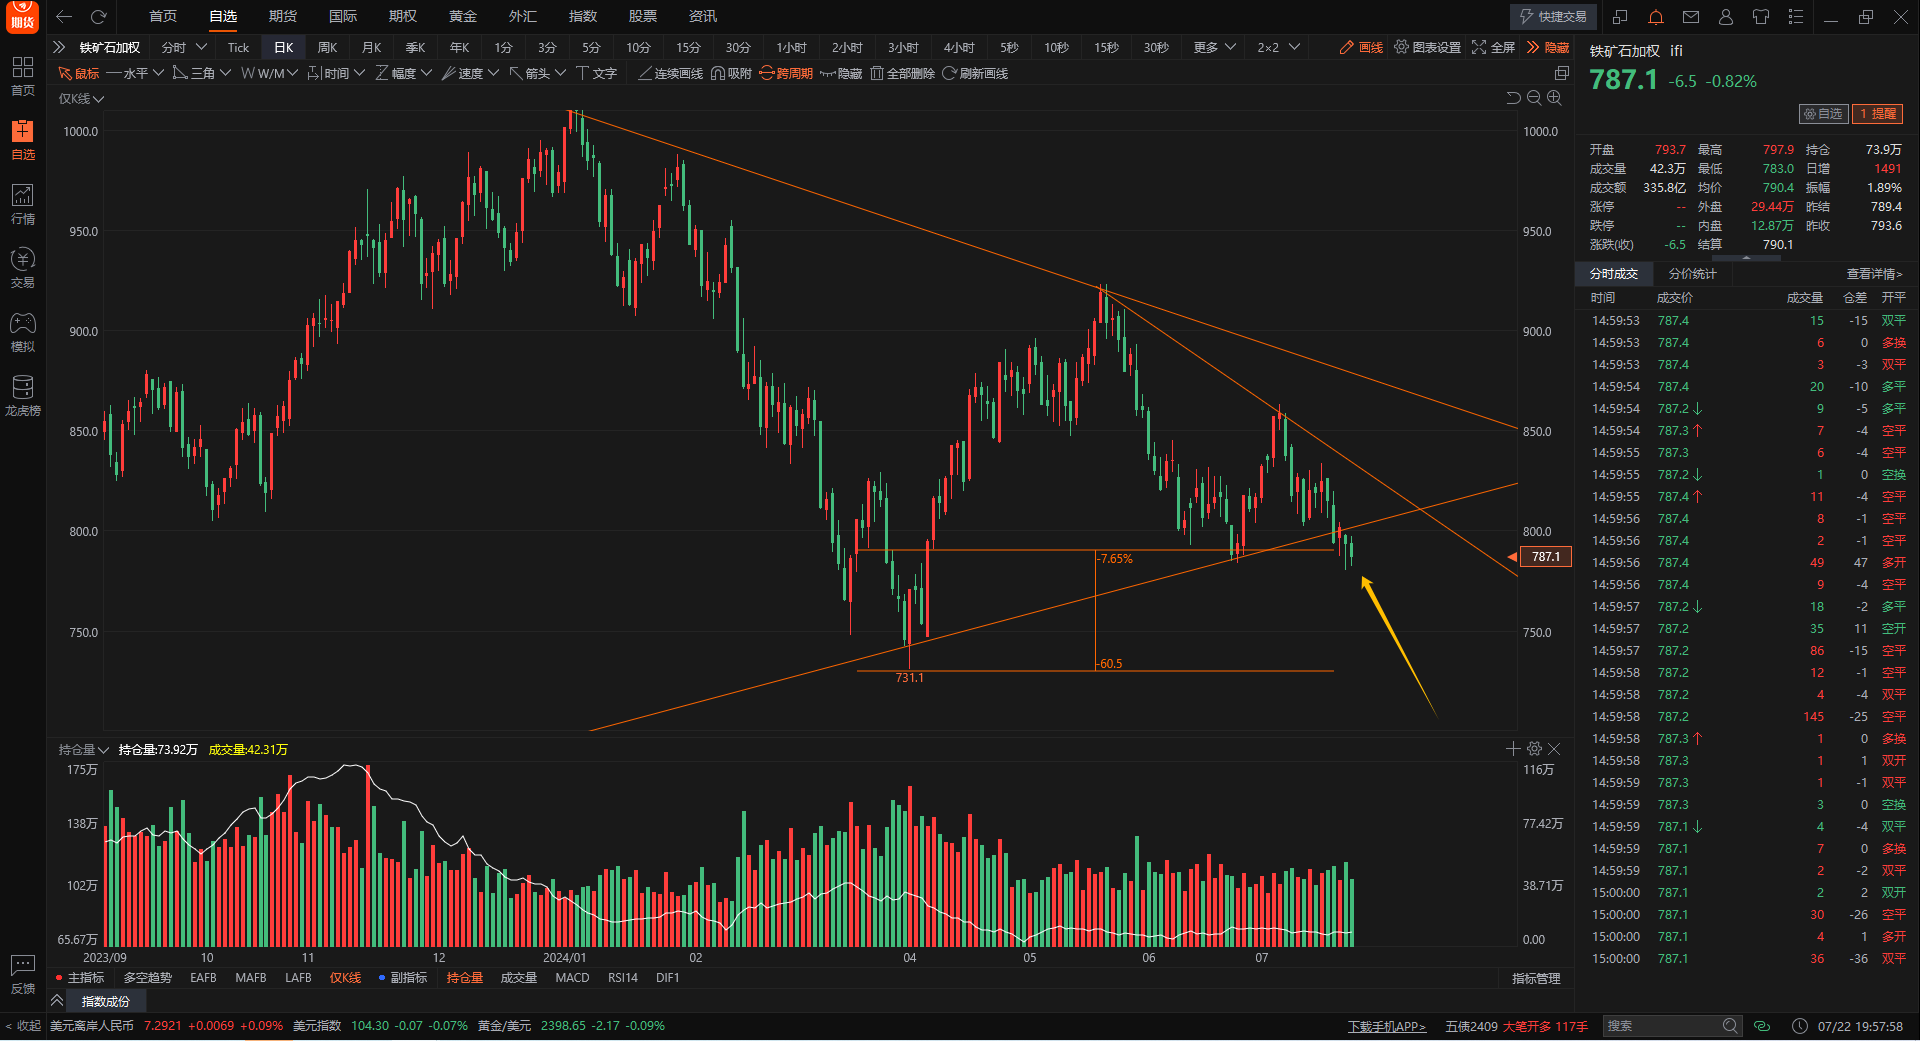 期货
首页 自选 期货 国际 期权 黄金 外汇 指数 股票 资讯 快捷交易
铁矿石加权 分时 Tick 日K 周K 月K 季K 年K 1分 3分 5分 10分 15分 30分 1小时 2小时 3小时 4小时 5秒 10秒 15秒 30秒 更多 2×2 画线 图表设置 全屏 隐藏
鼠标 水平 三角 W/M 时间 幅度 速度 箭头 文字 连续画线 吸附 跨周期 隐藏 全部删除 刷新画线
首页
自选
行情
交易
模拟
龙虎榜
反馈
< 收起
仅K线
1000.0 1000.0
950.0 950.0
900.0 900.0
850.0 850.0
800.0 800.0
787.1
750.0 750.0
-7.65%
-60.5
731.1
持仓量 持仓量:73.92万 成交量:42.31万
175万 116万
138万 77.42万
102万 38.71万
65.67万 0.00
2023/09 10 11 12 2024/01 02 04 05 06 07
主指标 多空趋势 EAFB MAFB LAFB 仅K线 副指标 持仓量 成交量 MACD RSI14 DIF1 指标管理
指数成份
铁矿石加权 ifi
787.1 -6.5 -0.82%
自选 1 提醒
开盘 793.7 最高 797.9 持仓 73.9万
成交量 42.3万 最低 783.0 日增 1491
成交额 335.8亿 均价 790.4 振幅 1.89%
涨停 -- 外盘 29.44万 昨结 789.4
跌停 -- 内盘 12.87万 昨收 793.6
涨跌(收) -6.5 结算 790.1
分时成交 分价统计 查看详情>
时间 成交价 成交量 仓差 开平
14:59:53 787.4 15 -15 双平
14:59:53 787.4 6 0 多换
14:59:53 787.4 3 -3 双平
14:59:54 787.4 20 -10 多平
14:59:54 787.2↓ 9 -5 多平
14:59:54 787.3↑ 7 -4 空平
14:59:55 787.3 6 -4 空平
14:59:55 787.2↓ 1 0 空换
14:59:55 787.4↑ 11 -4 空平
14:59:56 787.4 8 -1 空平
14:59:56 787.4 2 -1 空平
14:59:56 787.4 49 47 多开
14:59:56 787.4 9 -4 空平
14:59:57 787.2↓ 18 -2 多平
14:59:57 787.2 35 11 空开
14:59:57 787.2 86 -15 空平
14:59:58 787.2 12 -1 空平
14:59:58 787.2 4 -4 双平
14:59:58 787.2 145 -25 空平
14:59:58 787.3↑ 1 0 多换
14:59:58 787.3 1 1 双开
14:59:59 787.3 1 -1 双平
14:59:59 787.3 3 0 空换
14:59:59 787.1↓ 4 -4 双平
14:59:59 787.1 7 0 多换
14:59:59 787.1 2 -2 双平
15:00:00 787.1 2 2 双开
15:00:00 787.1 30 -26 空平
15:00:00 787.1 4 1 多开
15:00:00 787.1 36 -36 双平
美元离岸人民币 7.2921 +0.0069 +0.09% 美元指数 104.30 -0.07 -0.07% 黄金/美元 2398.65 -2.17 -0.09% 下载手机APP> 五债2409 大笔开多 117手 搜索 07/22 19:57:58